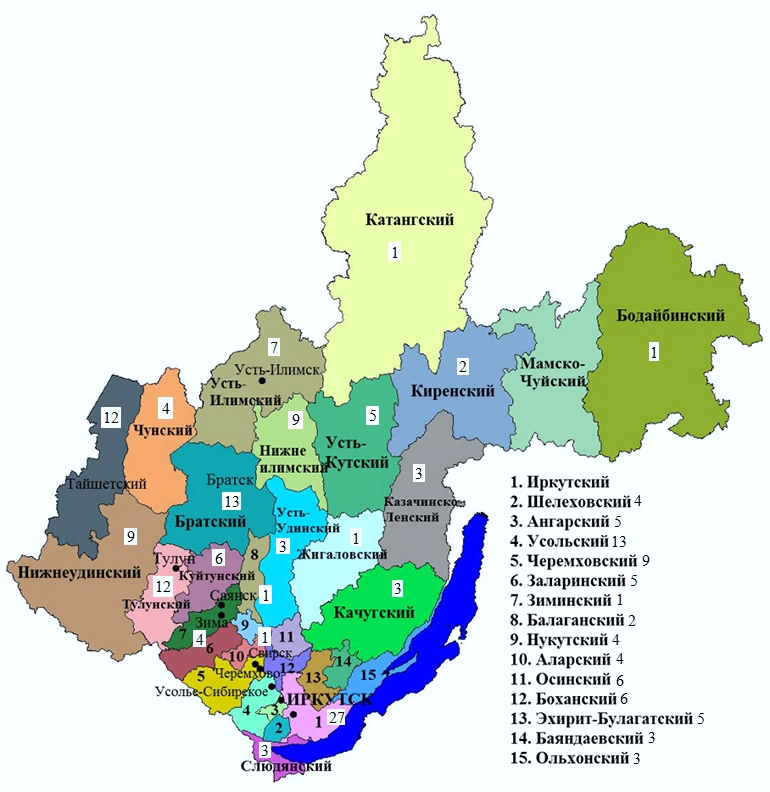 Катангский
1
Бодайбинский
1
Мамско-
Чуйский
2
Киренский
7
Усть-Илимск
Усть-
Илимский
9
Нижне
илимский
5
Усть-
Кутский
12
4
Чунский
Тайшетский
Братск
13
Братский
3
Казачинско-
Ленский
Усть-
Удинский
3
1
Жигаловский
9
Нижнеудинский
Тулун
12
Тулунский
6
Куйтунский
8
1
Саянск
Зима
7
4
6
9
1
11
3
Качугский
10
Свирск
12
Черемхово
5
13
14
15
Усолье-Сибирекое
ИРКУТСК
4
3
2
1
27
3
Слюдянский
1. Иркутский
2. Шелеховский 4
3. Ангарский 5
4. Усольский 13
5. Черемховский 9
6. Заларинский 5
7. Зиминский 1
8. Балаганский 2
9. Нукутский 4
10. Аларский 4
11. Осинский 6
12. Боханский 6
13. Эхирит-Булагатский 5
14. Баяндаевский 3
15. Ольхонский 3